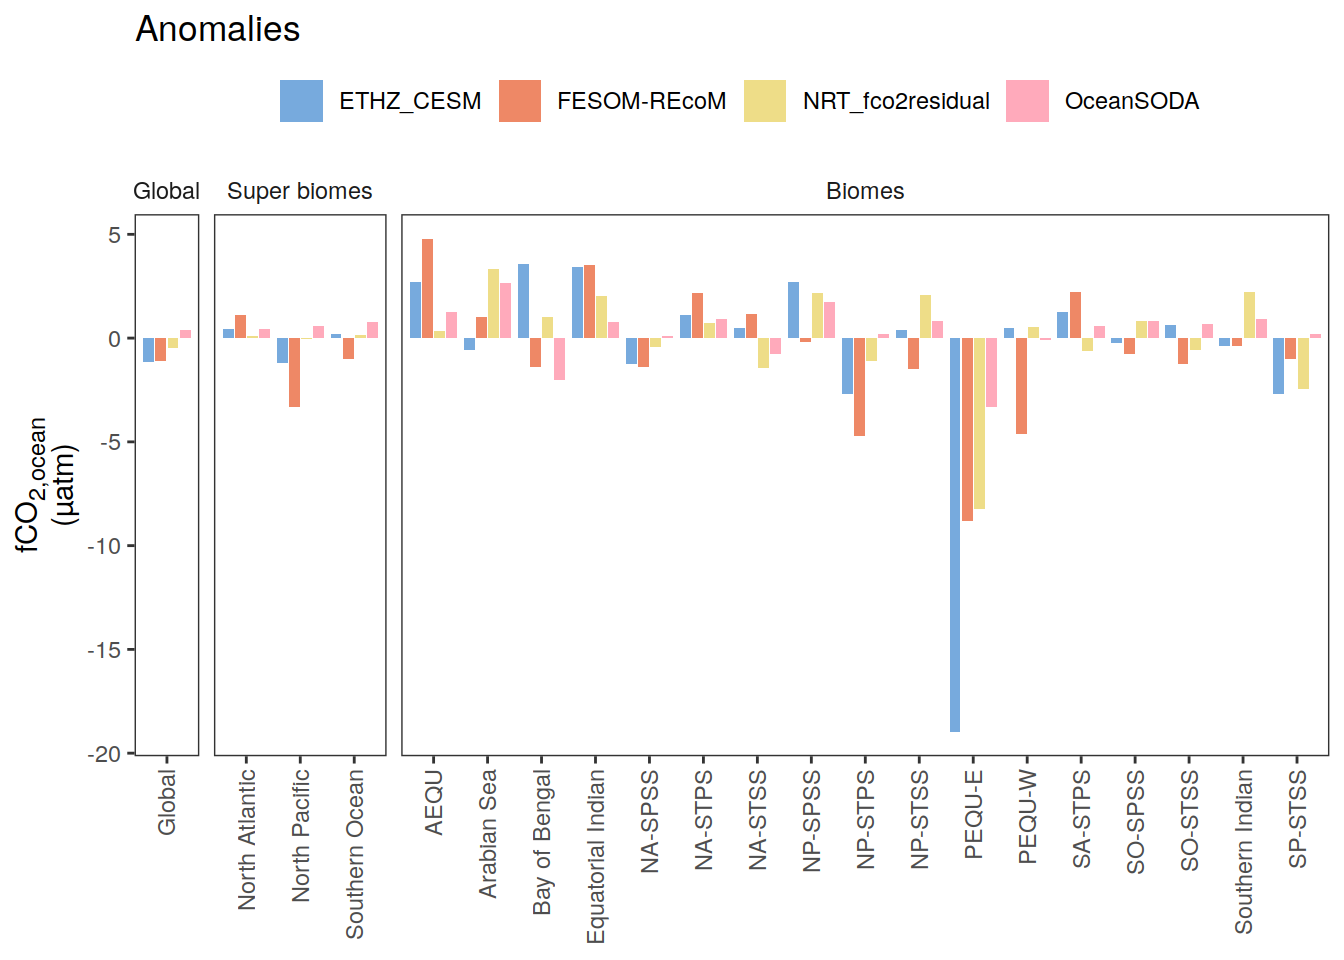 Anomalies
ETHZ_CESM FESOM-REcoM NRT_fco2residual OceanSODA
Global Super biomes Biomes
5
0
-5
-10
-15
-20
fCO₂,ocean
(µatm)
Global
North Atlantic
North Pacific
Southern Ocean
AEQU
Arabian Sea
Bay of Bengal
Equatorial Indian
NA-SPSS
NA-STPS
NA-STSS
NP-SPSS
NP-STPS
NP-STSS
PEQU-E
PEQU-W
SA-STPS
SO-SPSS
SO-STSS
Southern Indian
SP-STSS